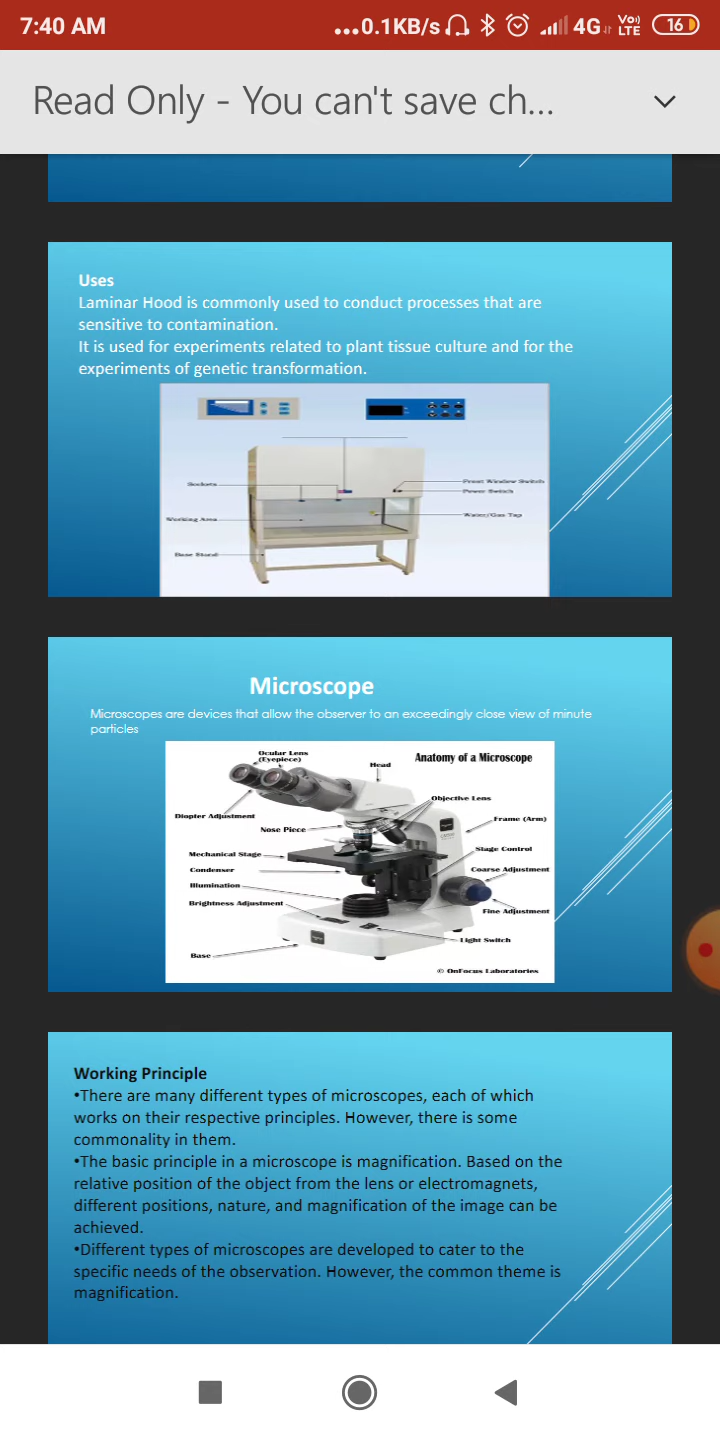 7:40 AM
...0.1KB/s
4G
Vo))
LTE
16
Read Only - You can't save ch...
Uses
Laminar Hood is commonly used to conduct processes that are
sensitive to contamination.
It is used for experiments related to plant tissue culture and for the
experiments of genetic transformation.
Sockets
Front Window Switch
Power Switch
Working Area
Water/Gas Tap
Base Stand
Microscope
Microscopes are devices that allow the observer to an exceedingly close view of minute
particles
Anatomy of a Microscope
Ocular Lens
(Eyepiece)
Head
Objective Lens
Diopter Adjustment
Frame (Arm)
Nose Piece
Stage Control
Mechanical Stage
Condenser
Coarse Adjustment
Illumination
Brightness Adjustment
Fine Adjustment
Light Switch
Base
© OnFocus Laboratories
Working Principle
•There are many different types of microscopes, each of which
works on their respective principles. However, there is some
commonality in them.
•The basic principle in a microscope is magnification. Based on the
relative position of the object from the lens or electromagnets,
different positions, nature, and magnification of the image can be
achieved.
•Different types of microscopes are developed to cater to the
specific needs of the observation. However, the common theme is
magnification.